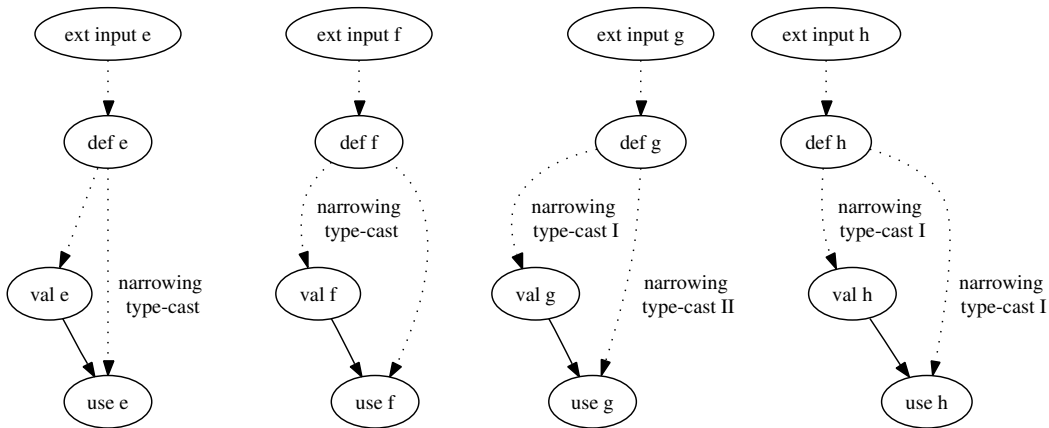 ext input e
ext input f
ext input g
ext input h
def e
def f
def g
def h
narrowing
type-cast
narrowing
type-cast I
narrowing
type-cast I
val e
narrowing
type-cast
val f
val g
narrowing
type-cast II
val h
narrowing
type-cast I
use e
use f
use g
use h